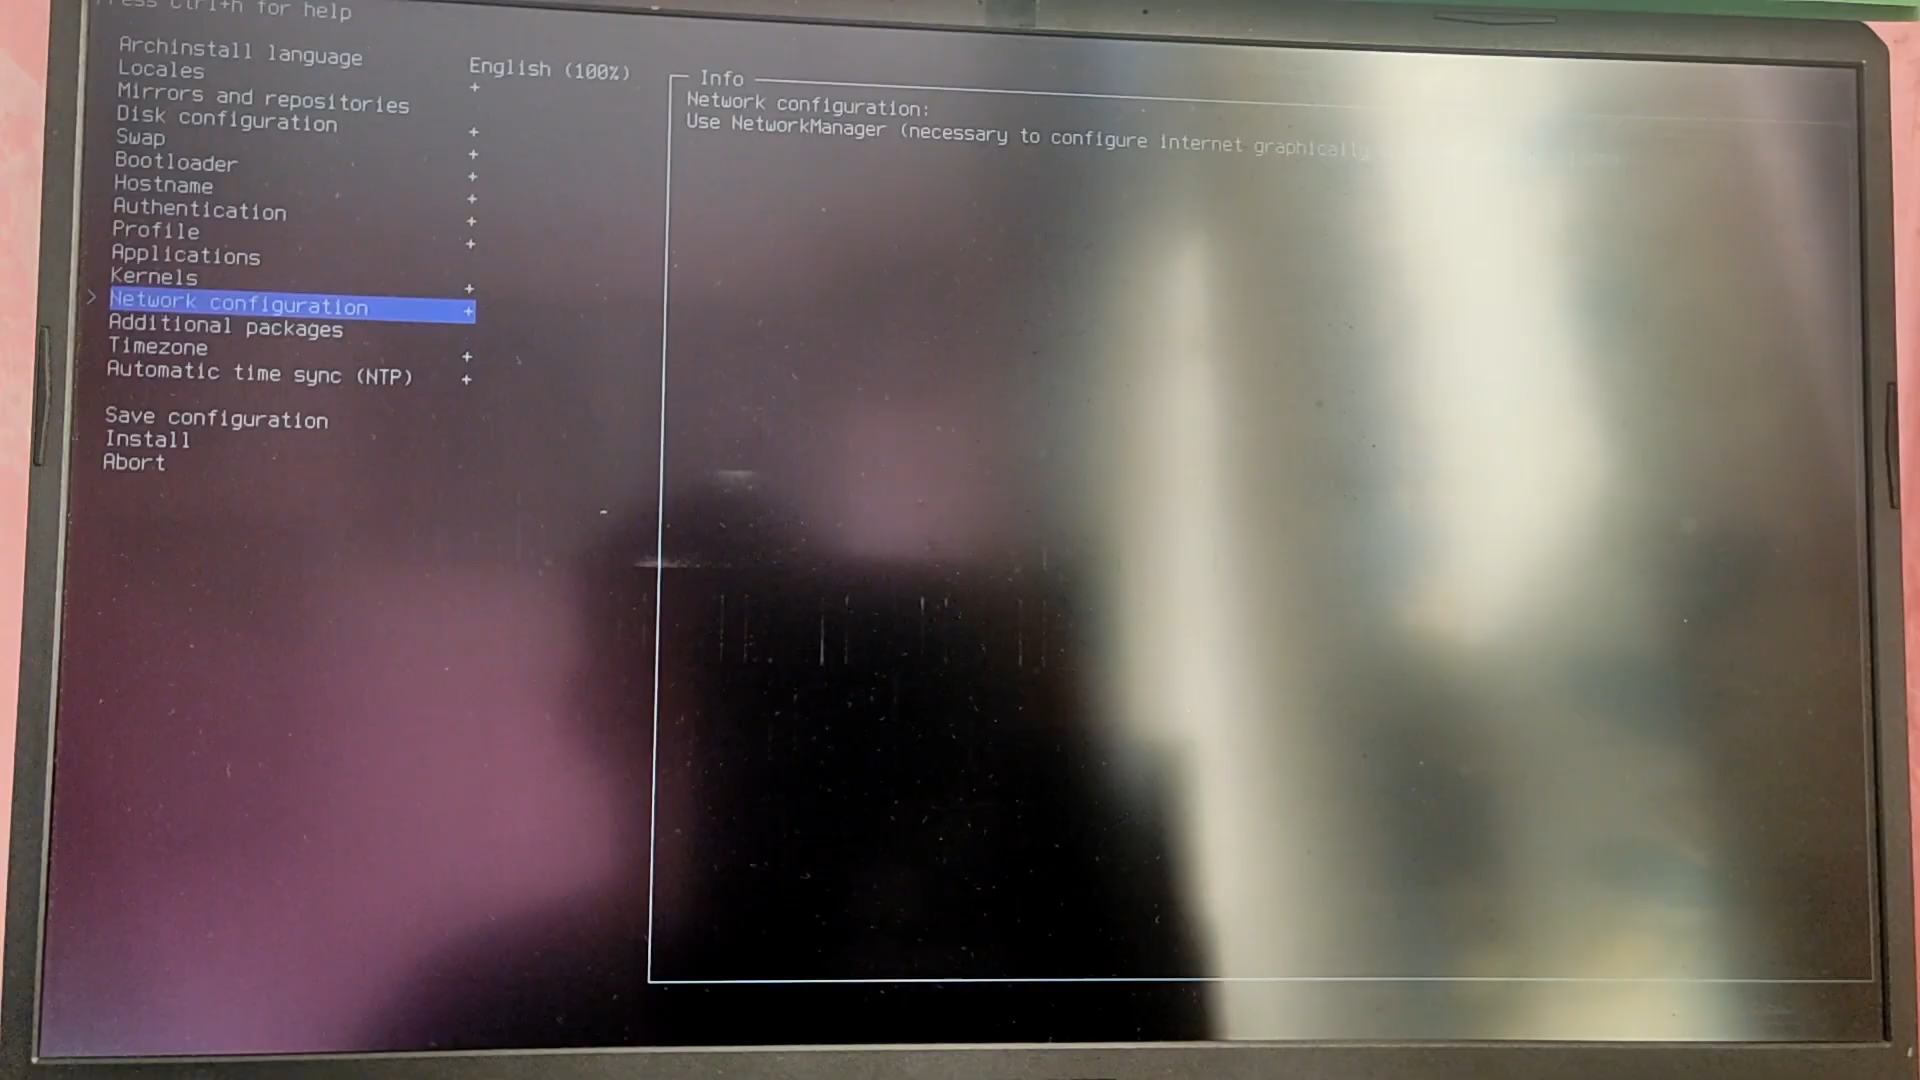 Press Ctrl+h for help
Archinstall language English (100%)
Locales +
Mirrors and repositories
Disk configuration +
Swap +
Bootloader +
Hostname +
Authentication +
Profile +
Applications
Kernels +
> Network configuration +
Additional packages
Timezone +
Automatic time sync (NTP) +
Save configuration
Install
Abort
Info
Network configuration:
Use NetworkManager (necessary to configure internet graphically